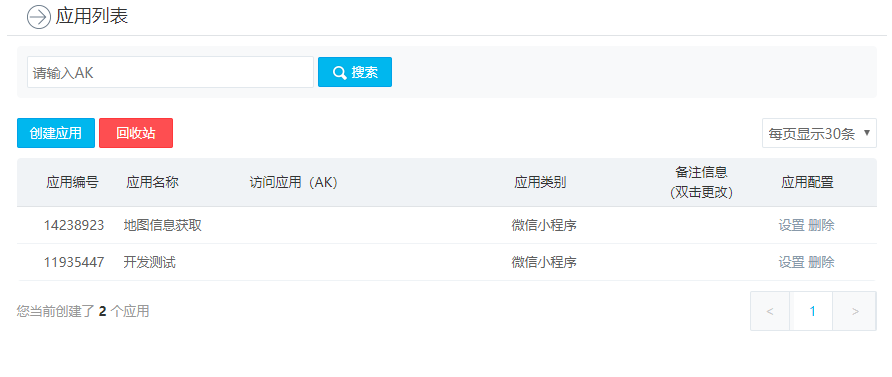 应用列表
请输入AK 搜索
创建应用 回收站 每页显示30条
应用编号 应用名称 访问应用（AK） 应用类别 备注信息 应用配置
（双击更改）
14238923 地图信息获取 微信小程序 设置 删除
11935447 开发测试 微信小程序 设置 删除
您当前创建了 2 个应用 < 1 >